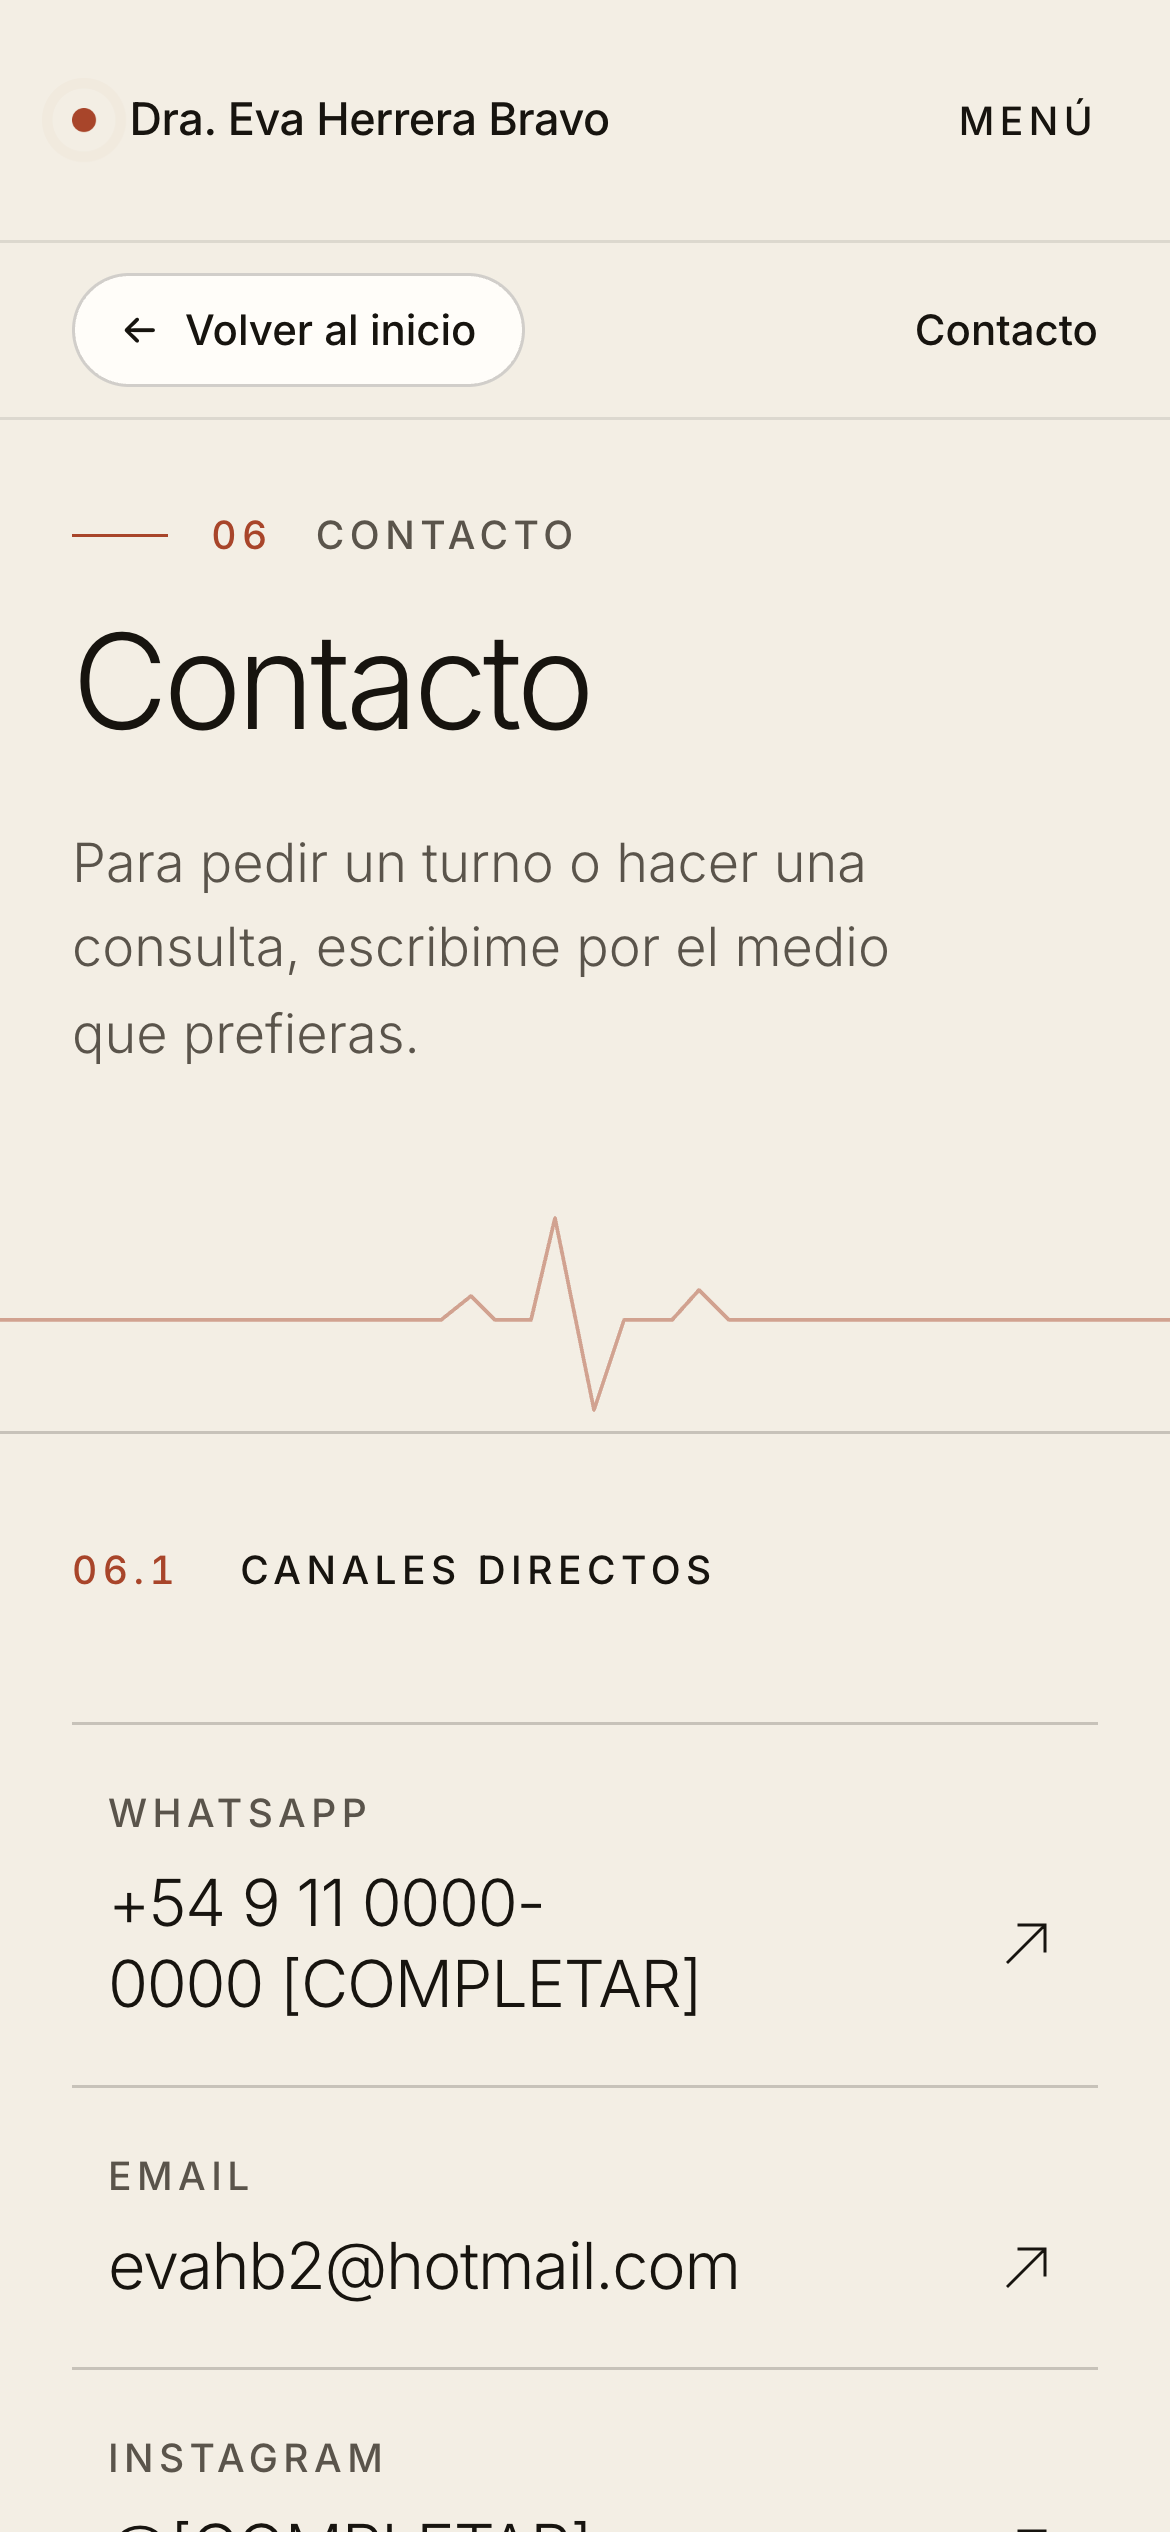 Dra. Eva Herrera Bravo
MENÚ
← Volver al inicio
Contacto
06 CONTACTO
Contacto
Para pedir un turno o hacer una
consulta, escribime por el medio
que prefieras.
06.1 CANALES DIRECTOS
WHATSAPP
+54 9 11 0000-
0000 [COMPLETAR]
EMAIL
evahb2@hotmail.com
INSTAGRAM
@[COMPLETAR]